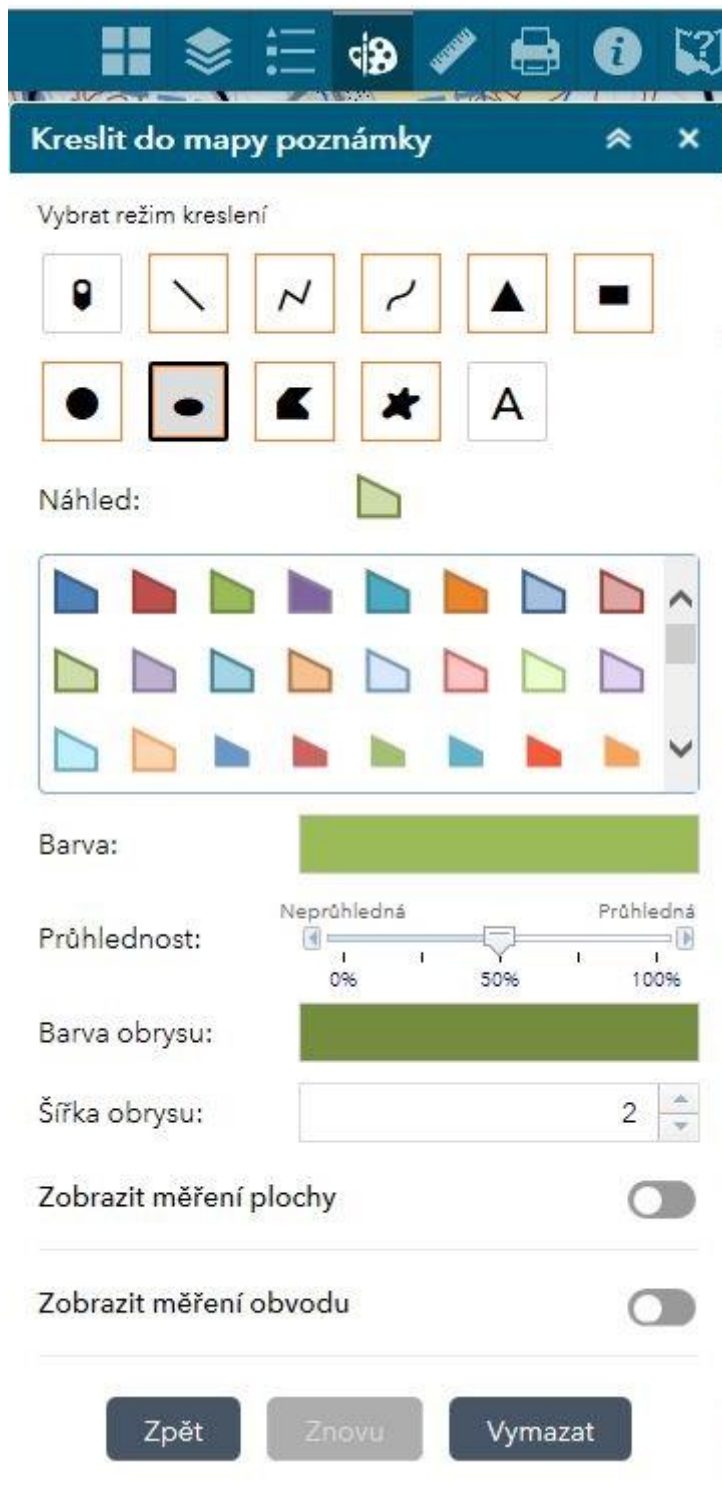 Kreslit do mapy poznámky
Vybrat režim kreslení
A
Náhled:
Barva:
Neprůhledná Průhledná
Průhlednost:
0% 50% 100%
Barva obrysu:
Šířka obrysu: 2
Zobrazit měření plochy
Zobrazit měření obvodu
Zpět Znovu Vymazat